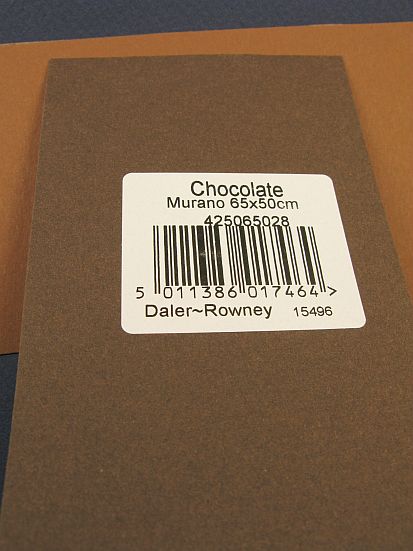 Chocolate
Murano 65x50cm
425065028
5 011386 017464 >
Daler~Rowney 15496